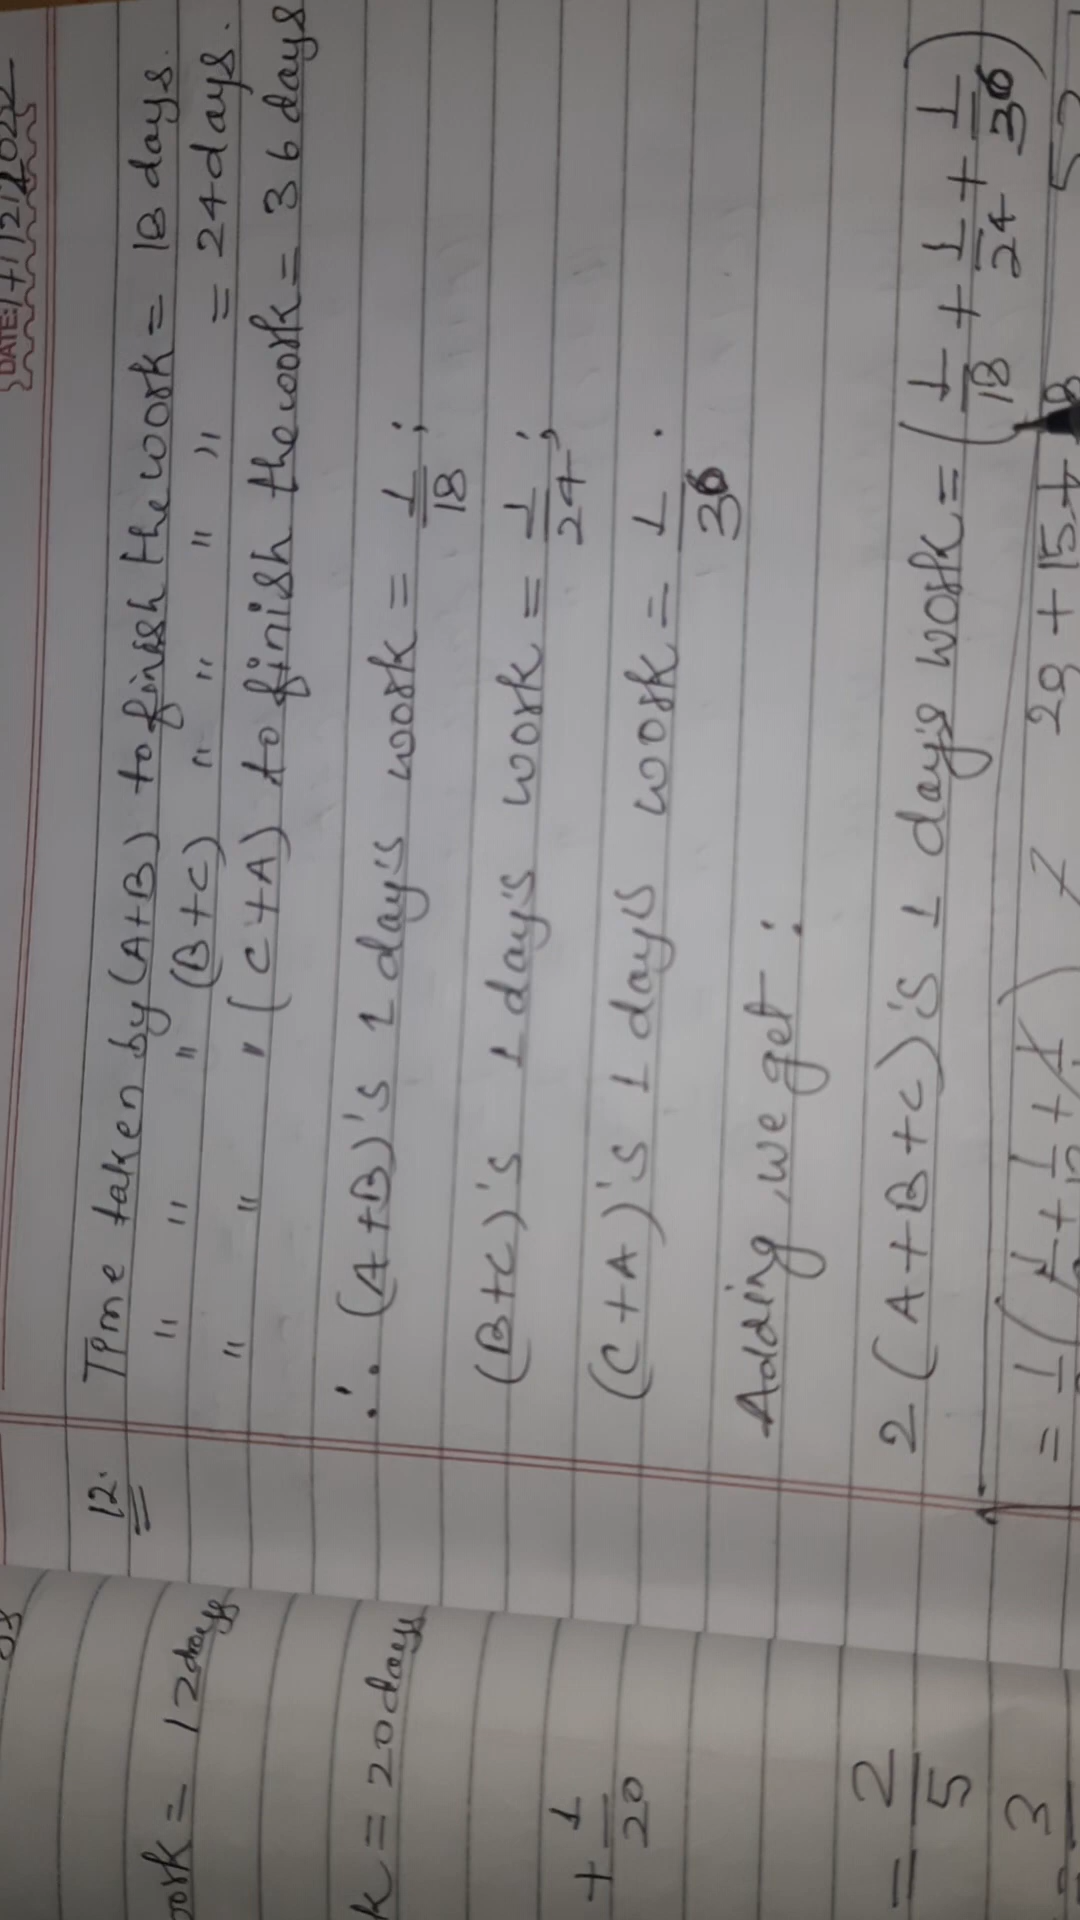 DATE: 17/12/2022
12. Time taken by (A+B) to finish the work = 18 days.
" " " (B+C) " " " " = 24 days.
" " " (C+A) to finish the work = 36 days
∴ (A+B)'s 1 day's work = 1/18 ;
(B+C)'s 1 day's work = 1/24 ;
(C+A)'s 1 days work = 1/36 .
Adding, we get :
2(A+B+C)'s 1 day's work = (1/18 + 1/24 + 1/36)
ork = 12 days
k = 20 days
+ 1/20
= 2/5
3